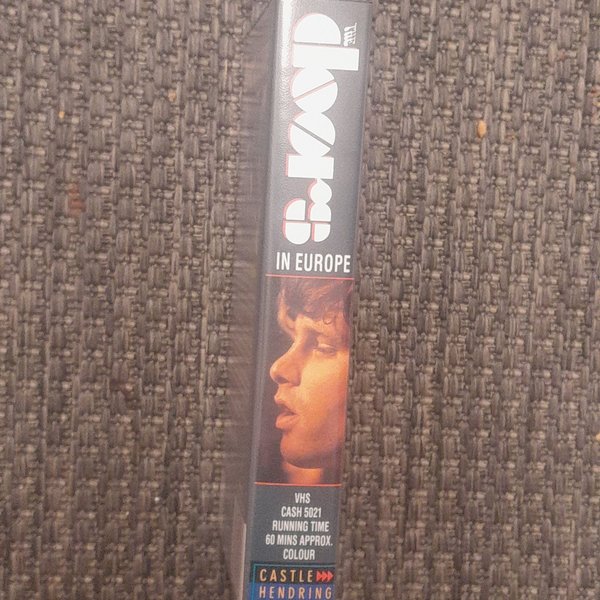 THE
doors
IN EUROPE
VHS
CASH 5021
RUNNING TIME
60 MINS APPROX.
COLOUR
CASTLE
HENDRING